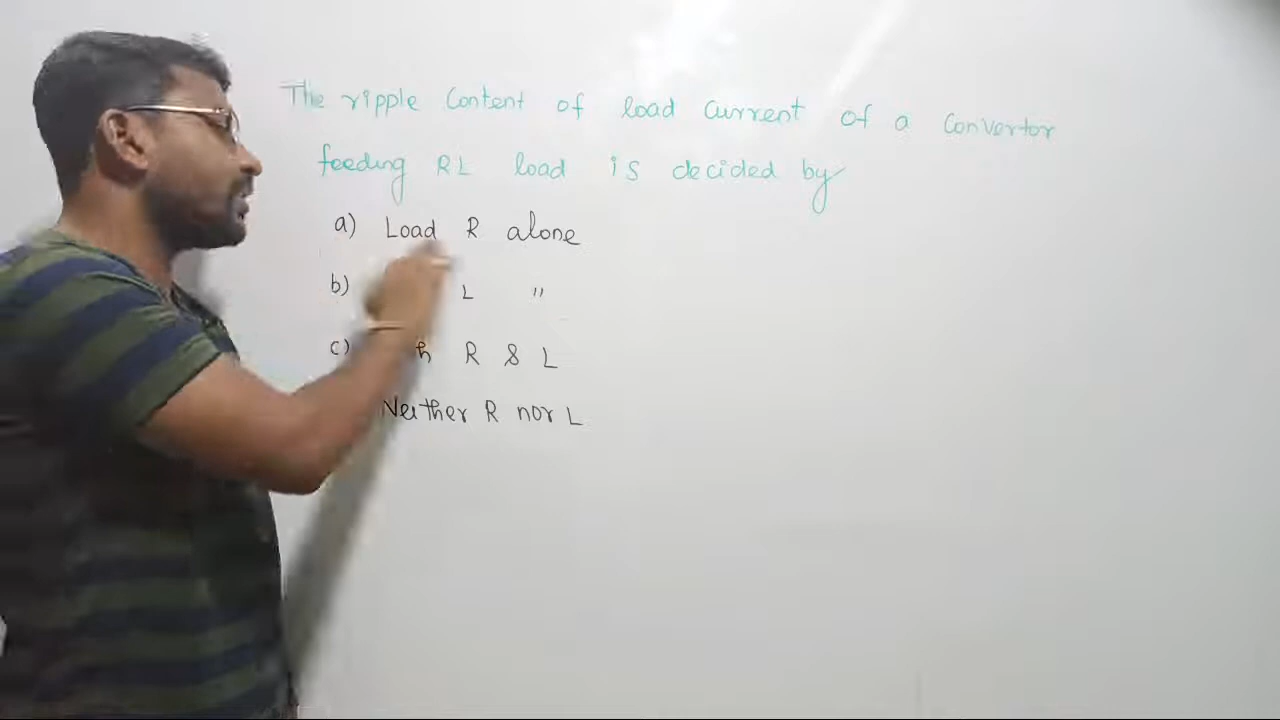 The ripple Content of load Current of a Convertor
feeding RL load is decided by
a) Load R alone
b) L "
c) R & L
Neither R nor L